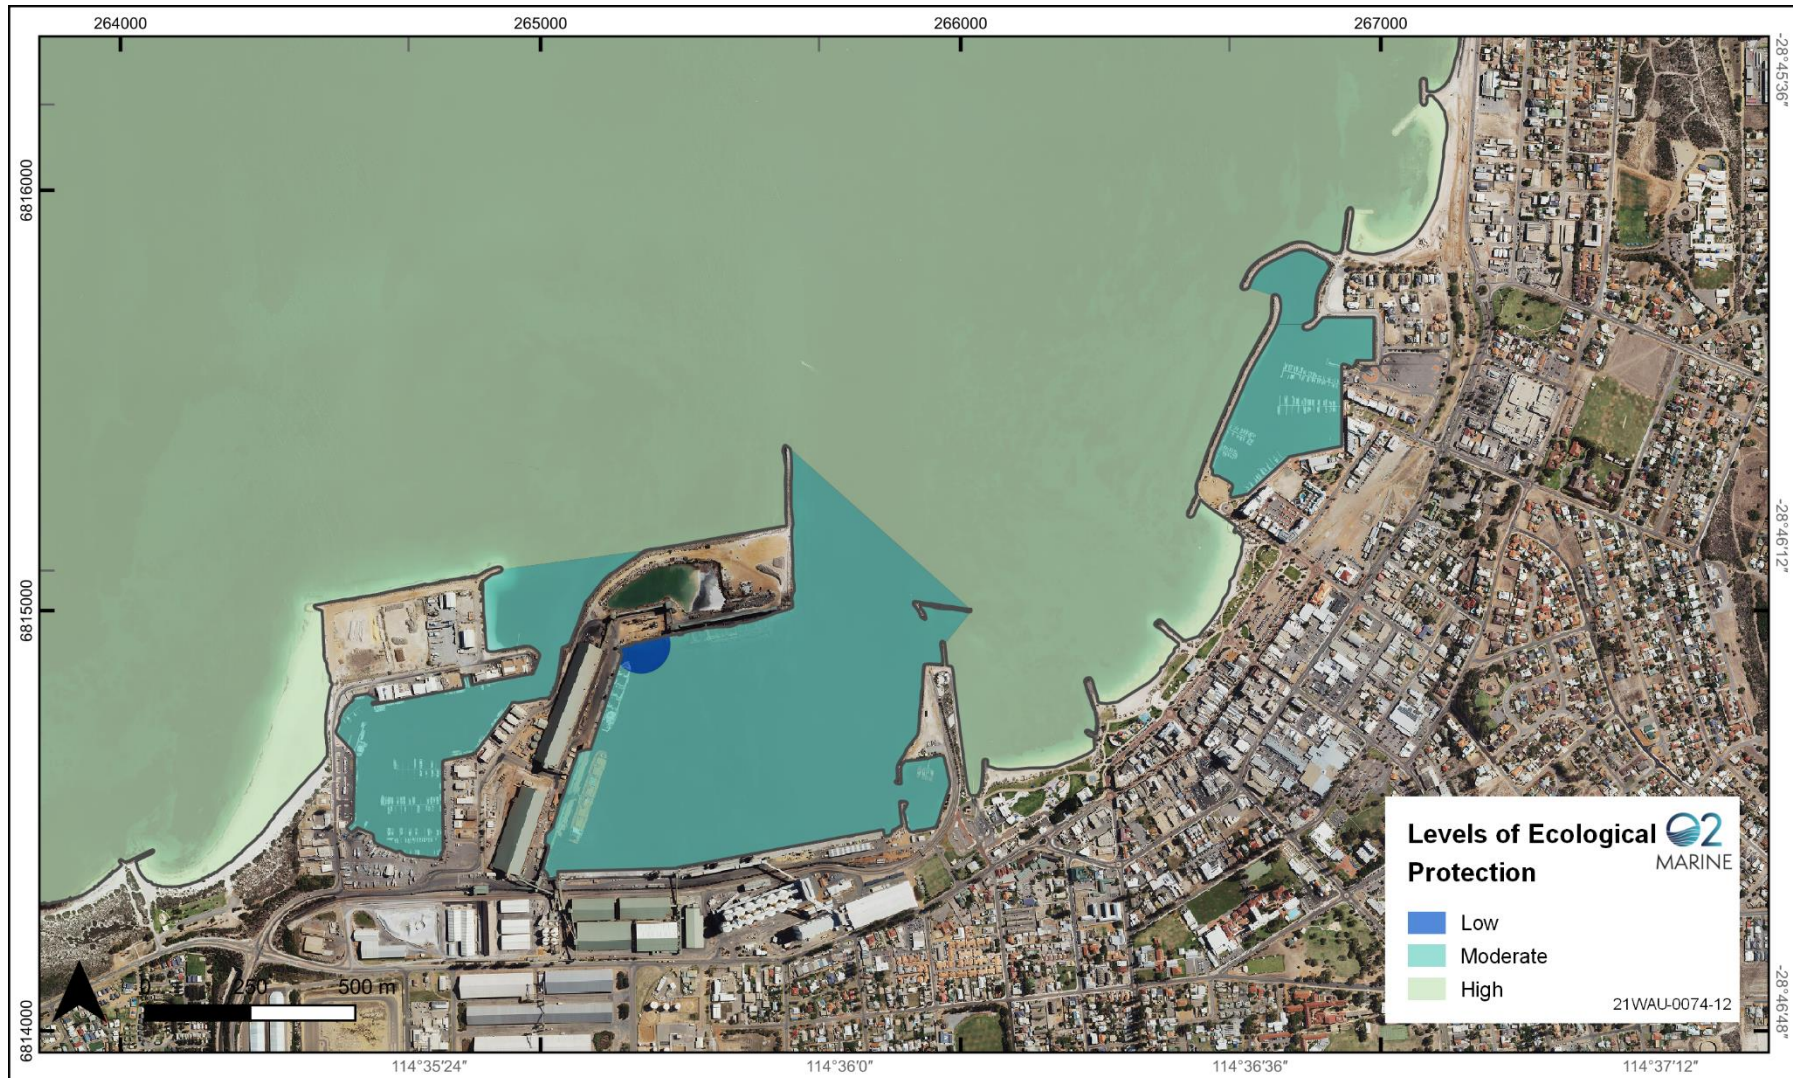 264000
265000
266000
267000
-28°45'36"
6816000
-28°46'12"
6815000
Levels of Ecological
Protection
O2
MARINE
Low
Moderate
High
21WAU-0074-12
0 250 500 m
6814000
-28°46'48"
114°35'24"
114°36'0"
114°36'36"
114°37'12"